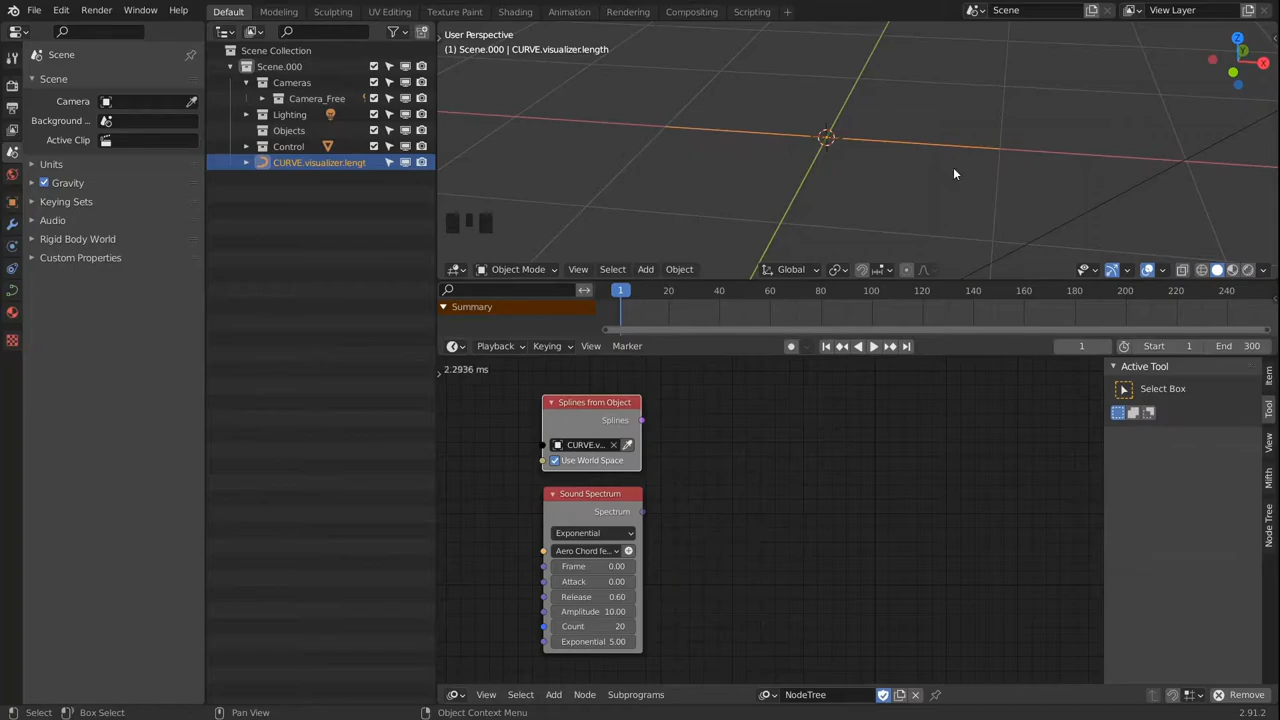 File Edit Render Window Help
Default Modeling Sculpting UV Editing Texture Paint Shading Animation Rendering Compositing Scripting +
Scene
View Layer
Scene
Scene
Camera
Background ...
Active Clip
Units
Gravity
Keying Sets
Audio
Rigid Body World
Custom Properties
Scene Collection
Scene.000
Cameras
Camera_Free
Lighting
Objects
Control
CURVE.visualizer.lengt
User Perspective
(1) Scene.000 | CURVE.visualizer.length
Z
Y
X
Object Mode View Select Add Object Global
1 20 40 60 80 100 120 140 160 180 200 220 240
Summary
Playback Keying View Marker 1 Start 1 End 300
2.2936 ms
Splines from Object
Splines
CURVE.v...
Use World Space
Sound Spectrum
Spectrum
Exponential
Aero Chord fe...
Frame 0.00
Attack 0.00
Release 0.60
Amplitude 10.00
Count 20
Exponential 5.00
Active Tool
Select Box
Item
Tool
View
Mifth
Node Tree
View Select Add Node Subprograms NodeTree Remove
Select Box Select Pan View Object Context Menu 2.91.2